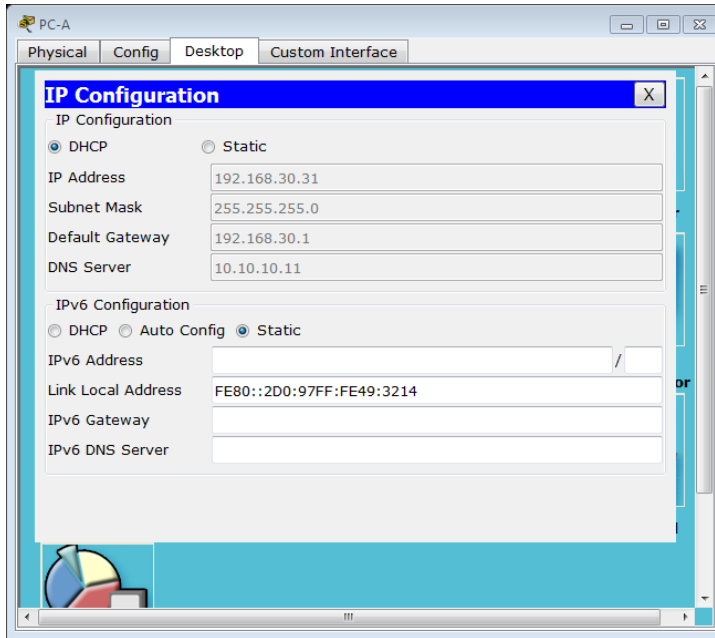 PC-A
Physical Config Desktop Custom Interface
IP Configuration X
IP Configuration
DHCP Static
IP Address 192.168.30.31
Subnet Mask 255.255.255.0
Default Gateway 192.168.30.1
DNS Server 10.10.10.11
IPv6 Configuration
DHCP Auto Config Static
IPv6 Address /
Link Local Address FE80::2D0:97FF:FE49:3214
IPv6 Gateway
IPv6 DNS Server
or